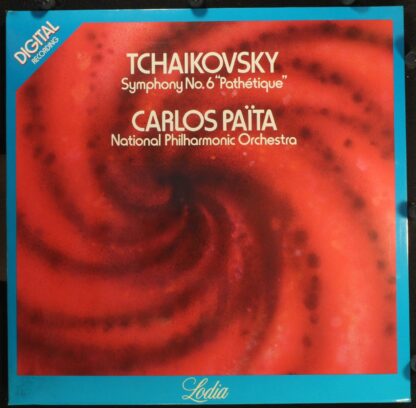 DIGITAL
RECORDING
TCHAIKOVSKY
Symphony No. 6 "Pathétique"
CARLOS PAÏTA
National Philharmonic Orchestra
Lodia